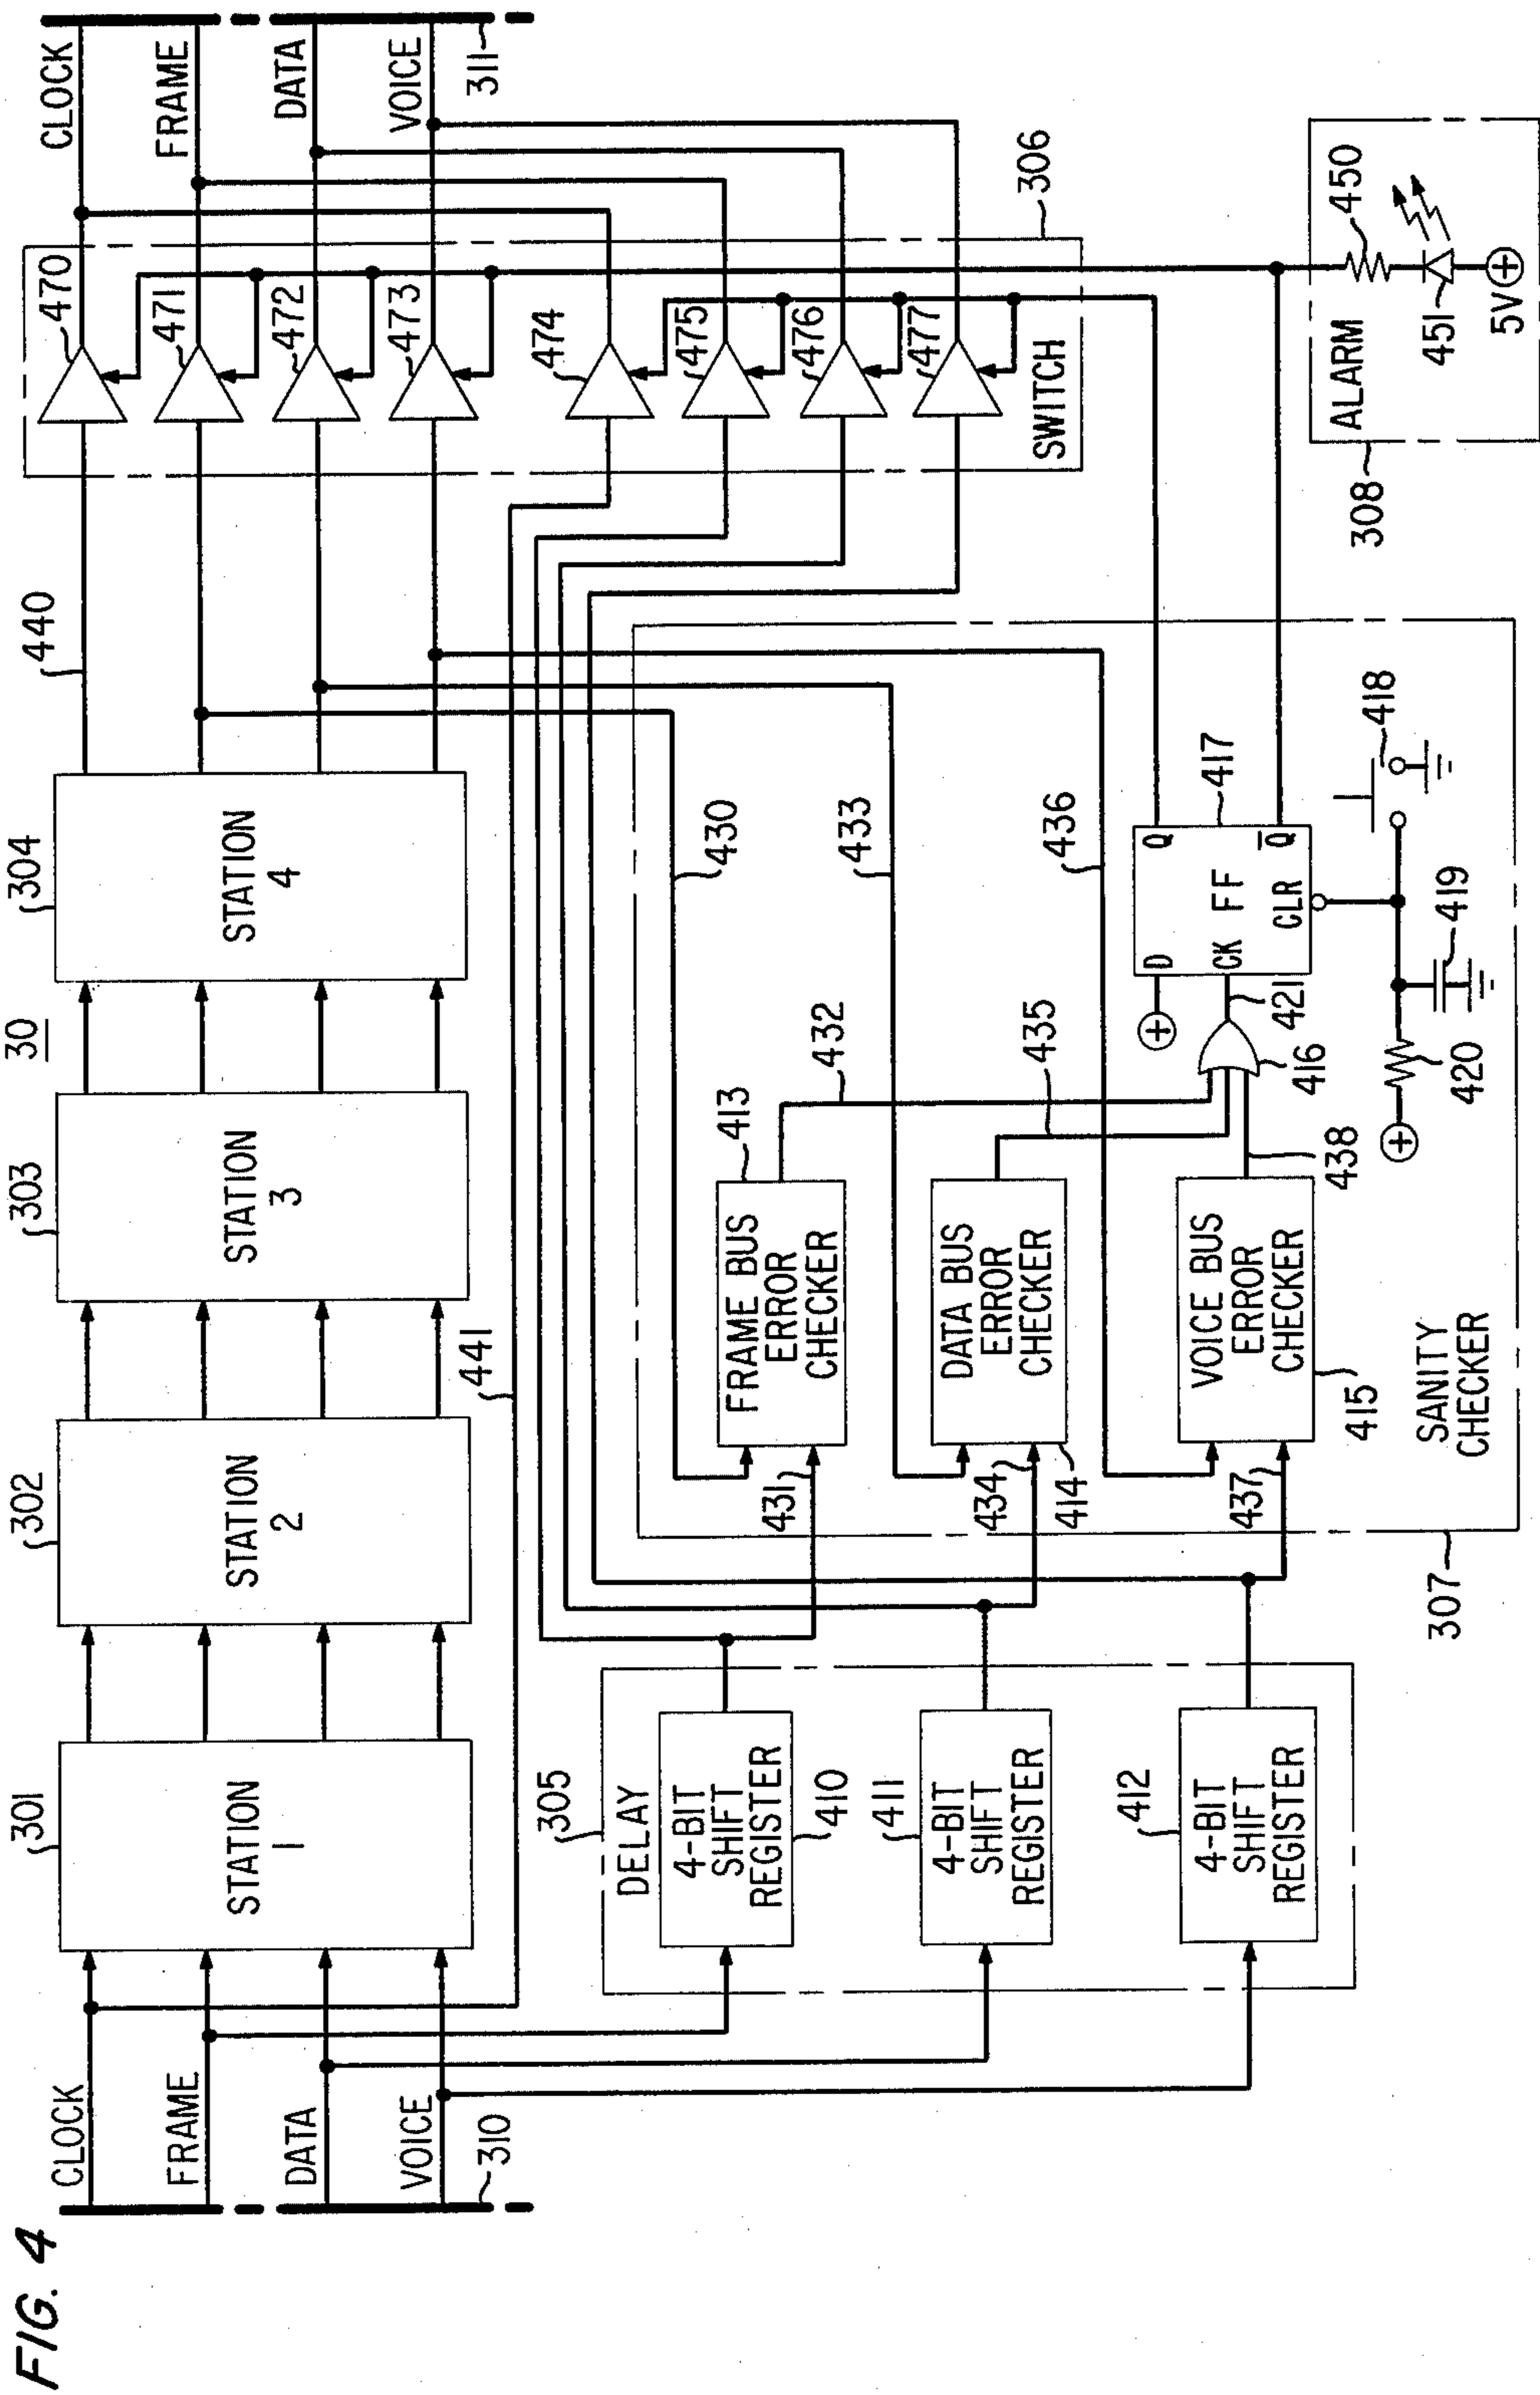 FIG. 4
30
CLOCK
FRAME
DATA
VOICE
310
301
STATION
1
302
STATION
2
303
STATION
3
304
STATION
4
440
441
470
471
472
473
474
475
476
477
SWITCH
306
CLOCK
FRAME
DATA
VOICE
311
305
DELAY
4-BIT
SHIFT
REGISTER
410
4-BIT
SHIFT
REGISTER
411
4-BIT
SHIFT
REGISTER
412
431
434
437
FRAME BUS
ERROR
CHECKER
413
DATA BUS
ERROR
CHECKER
414
VOICE BUS
ERROR
CHECKER
415
430
432
433
435
436
438
416
421
D
CK
FF
CLR
Q
Q̅
417
418
419
420
SANITY
CHECKER
307
ALARM
308
450
451
5V